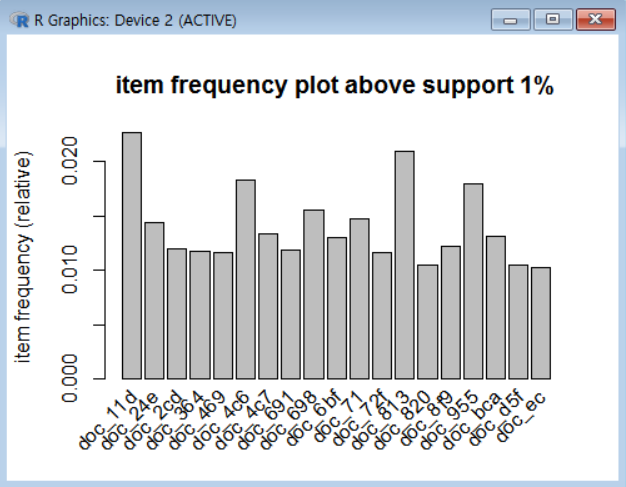 R Graphics: Device 2 (ACTIVE)
item frequency plot above support 1%
item frequency (relative)
0.020
0.010
0.000
doc_11d
doc_24e
doc_2cd
doc_364
doc_469
doc_4c6
doc_4c7
doc_691
doc_698
doc_6bf
doc_71
doc_72f
doc_813
doc_820
doc_8f9
doc_955
doc_bca
doc_d5f
doc_ec